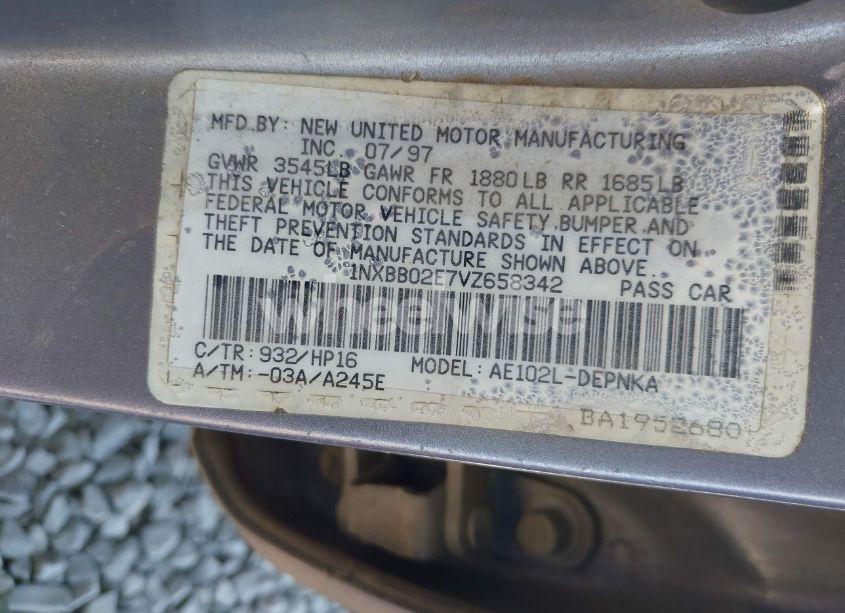 MFD.BY: NEW UNITED MOTOR MANUFACTURING
INC. 07/97
GVWR 3545LB GAWR FR 1880LB RR 1685LB
THIS VEHICLE CONFORMS TO ALL APPLICABLE
FEDERAL MOTOR VEHICLE SAFETY,BUMPER,AND
THEFT PREVENTION STANDARDS IN EFFECT ON
THE DATE OF MANUFACTURE SHOWN ABOVE.
1NXBB02E7VZ658342 PASS CAR
WheelWise
C/TR: 932/HP16 MODEL: AE102L-DEPNKA
A/TM: -03A/A245E
BA1952680